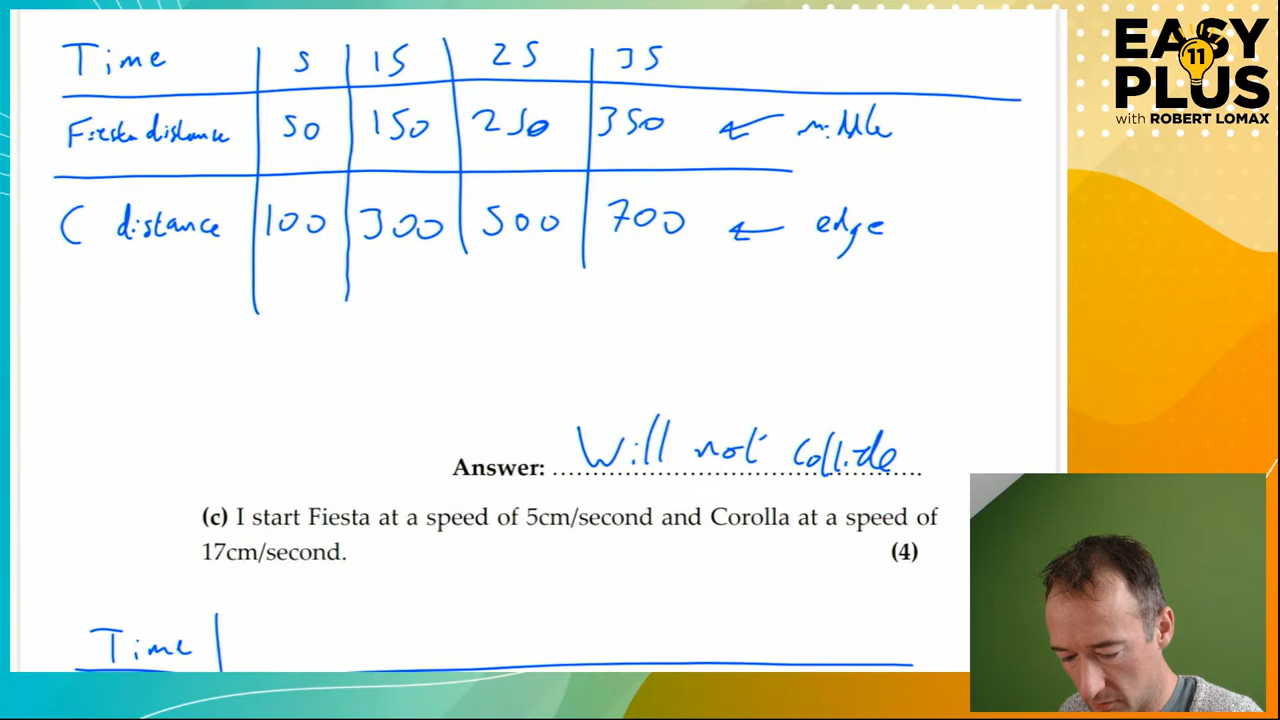 Time 5 15 25 35
Fiesta distance 50 150 250 350 ← middle
C distance 100 300 500 700 ← edge
Answer: Will not collide
(c) I start Fiesta at a speed of 5cm/second and Corolla at a speed of
17cm/second. (4)
Time
EASY
11
PLUS
with ROBERT LOMAX